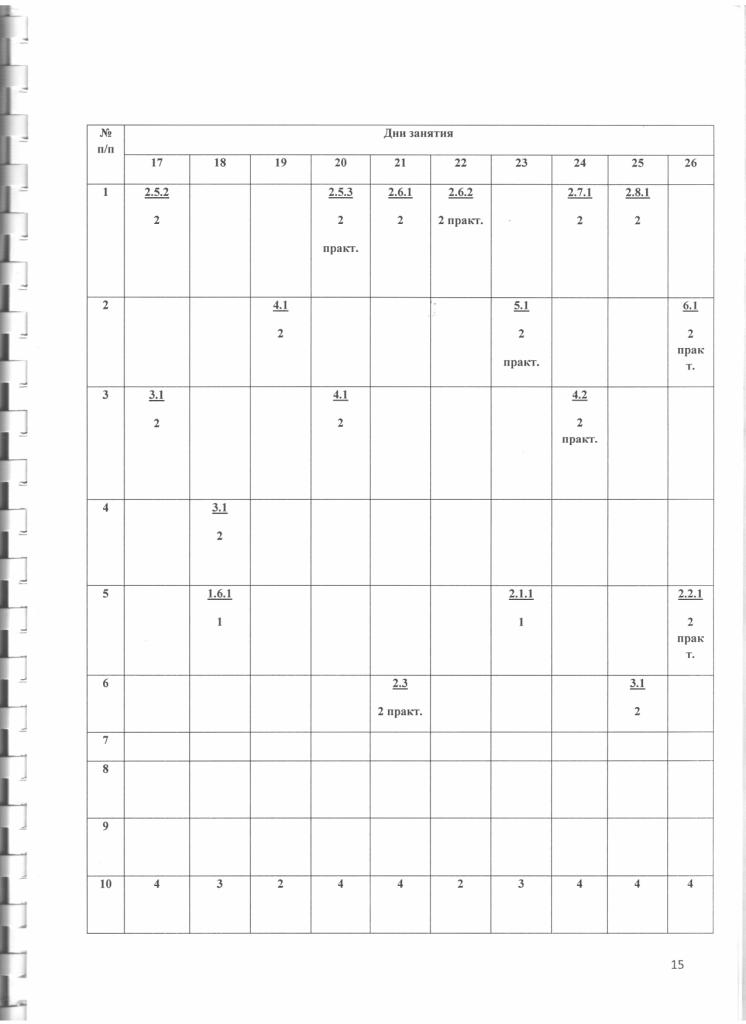 № Дни занятия
п/п
17 18 19 20 21 22 23 24 25 26
1 2.5.2 2.5.3 2.6.1 2.6.2 2.7.1 2.8.1
2 2 2 2 практ. 2 2
практ.
2 4.1 5.1 6.1
2 2 2
практ. прак
т.
3 3.1 4.1 4.2
2 2 2
практ.
4 3.1
2
5 1.6.1 2.1.1 2.2.1
1 1 2
прак
т.
6 2.3 3.1
2 практ. 2
7
8
9
10 4 3 2 4 4 2 3 4 4 4
15